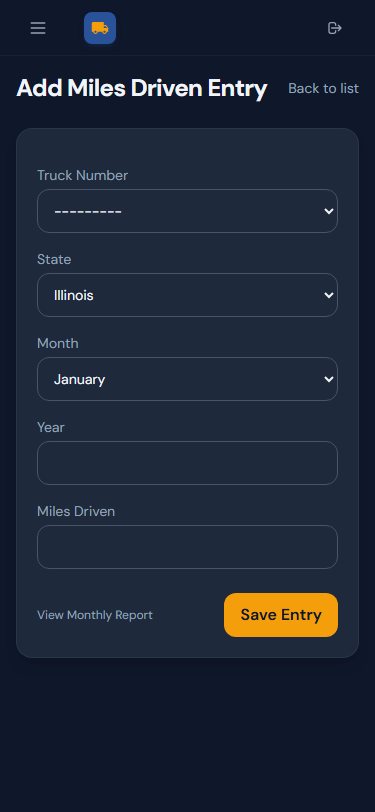 Add Miles Driven Entry
Back to list
Truck Number
---------
State
Illinois
Month
January
Year
Miles Driven
View Monthly Report
Save Entry